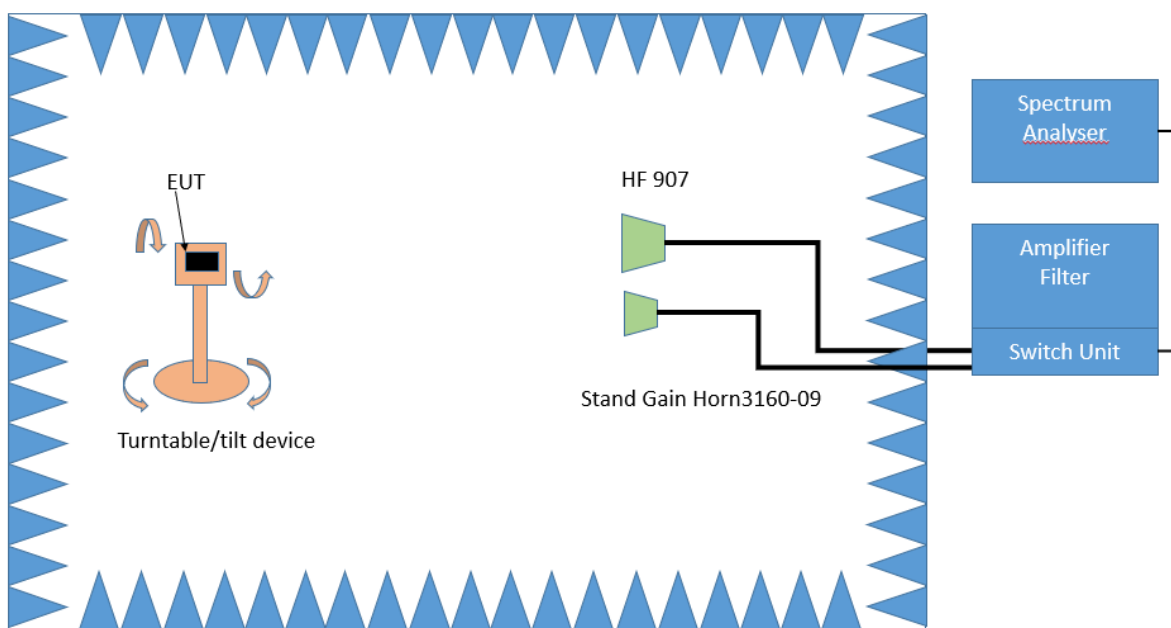 Spectrum
Analyser
EUT
HF 907
Amplifier
Filter
Switch Unit
Stand Gain Horn3160-09
Turntable/tilt device